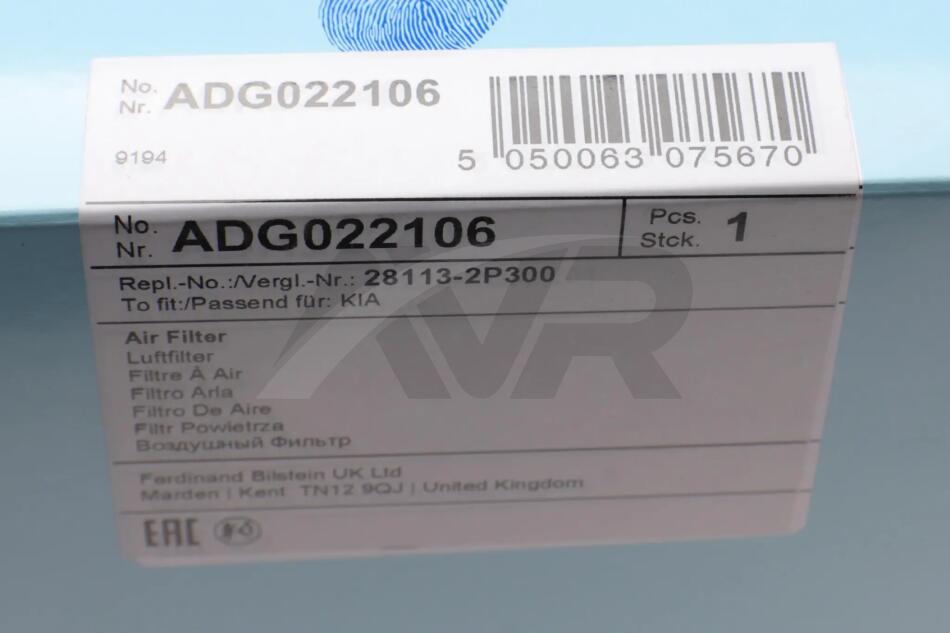 No.
Nr. ADG022106
9194
5 050063 075670
No.
Nr. ADG022106
Pcs.
Stck. 1
Repl.-No.:/Vergl.-Nr.: 28113-2P300
To fit:/Passend für: KIA
Air Filter
Luftfilter
Filtre À Air
Filtro Aria
Filtro De Aire
Filtr Powietrza
Воздушный Фильтр
Ferdinand Bilstein UK Ltd
Marden | Kent TN12 9QJ | United Kingdom
EAC
AVR